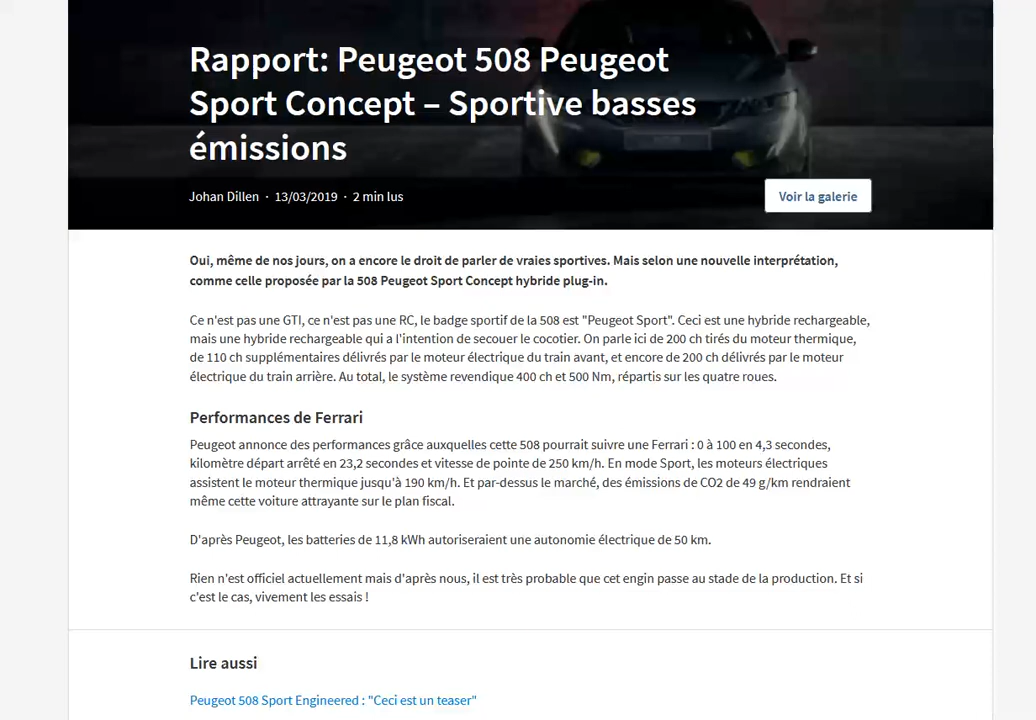 Rapport: Peugeot 508 Peugeot
Sport Concept – Sportive basses
émissions
Johan Dillen · 13/03/2019 · 2 min lus
Voir la galerie
Oui, même de nos jours, on a encore le droit de parler de vraies sportives. Mais selon une nouvelle interprétation,
comme celle proposée par la 508 Peugeot Sport Concept hybride plug-in.
Ce n'est pas une GTI, ce n'est pas une RC, le badge sportif de la 508 est "Peugeot Sport". Ceci est une hybride rechargeable,
mais une hybride rechargeable qui a l'intention de secouer le cocotier. On parle ici de 200 ch tirés du moteur thermique,
de 110 ch supplémentaires délivrés par le moteur électrique du train avant, et encore de 200 ch délivrés par le moteur
électrique du train arrière. Au total, le système revendique 400 ch et 500 Nm, répartis sur les quatre roues.
Performances de Ferrari
Peugeot annonce des performances grâce auxquelles cette 508 pourrait suivre une Ferrari : 0 à 100 en 4,3 secondes,
kilomètre départ arrêté en 23,2 secondes et vitesse de pointe de 250 km/h. En mode Sport, les moteurs électriques
assistent le moteur thermique jusqu'à 190 km/h. Et par-dessus le marché, des émissions de CO2 de 49 g/km rendraient
même cette voiture attrayante sur le plan fiscal.
D'après Peugeot, les batteries de 11,8 kWh autoriseraient une autonomie électrique de 50 km.
Rien n'est officiel actuellement mais d'après nous, il est très probable que cet engin passe au stade de la production. Et si
c'est le cas, vivement les essais !
Lire aussi
Peugeot 508 Sport Engineered : "Ceci est un teaser"